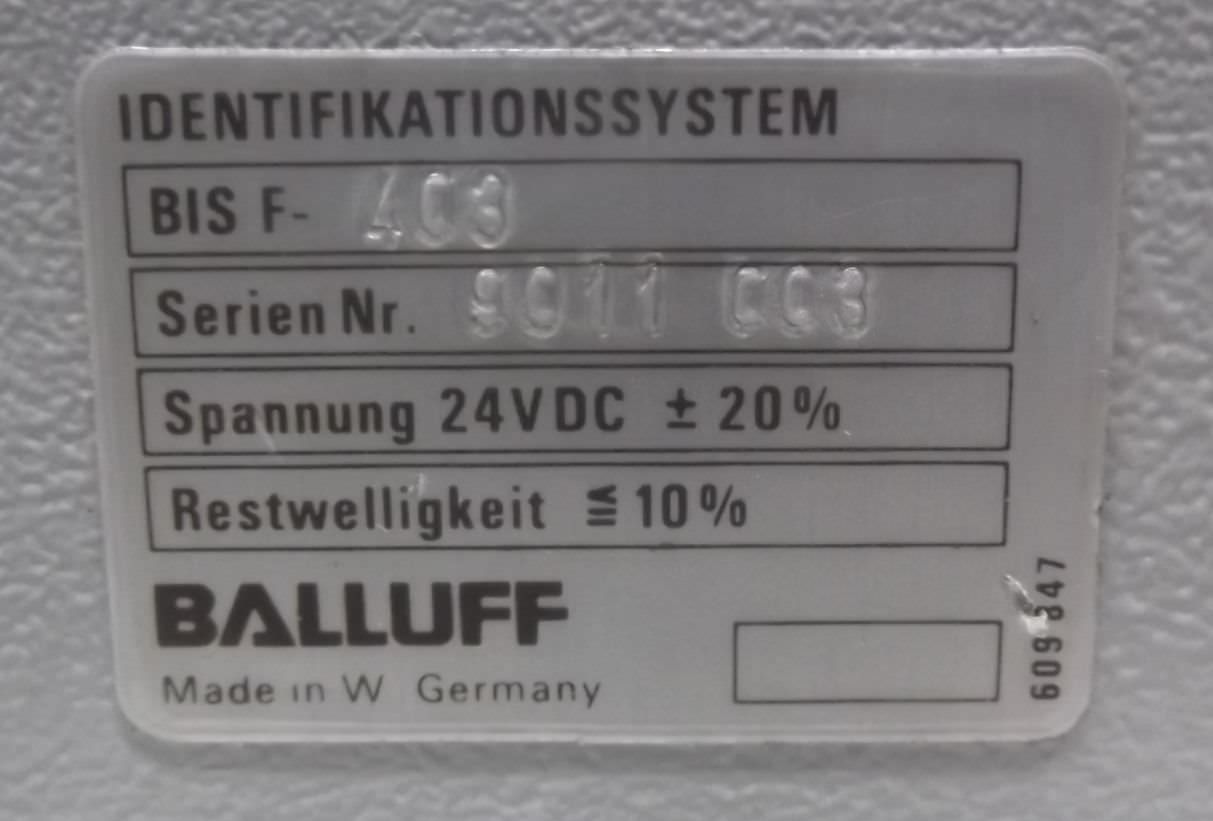 IDENTIFIKATIONSSYSTEM
BIS F- 403
Serien Nr. 9011 003
Spannung 24VDC ± 20%
Restwelligkeit ≦ 10%
BALLUFF
Made in W Germany
609 847